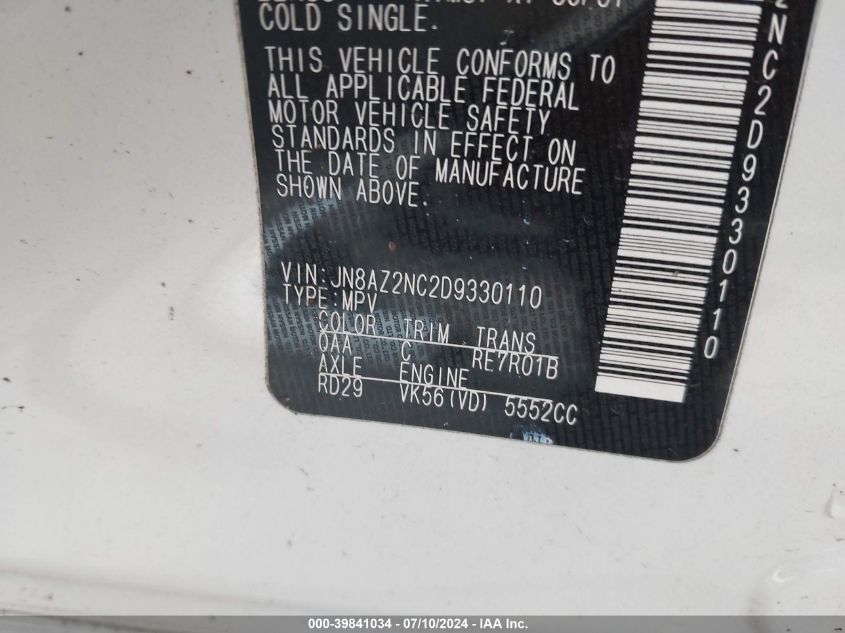 COLD SINGLE.
THIS VEHICLE CONFORMS TO
ALL APPLICABLE FEDERAL
MOTOR VEHICLE SAFETY
STANDARDS IN EFFECT ON
THE DATE OF MANUFACTURE
SHOWN ABOVE.
VIN:JN8AZ2NC2D9330110
TYPE:MPV
COLOR TRIM TRANS
QAA C RE7R01B
AXLE ENGINE
RD29 VK56(VD) 5552CC
2NC2D9330110
000-39841034 - 07/10/2024 - IAA Inc.